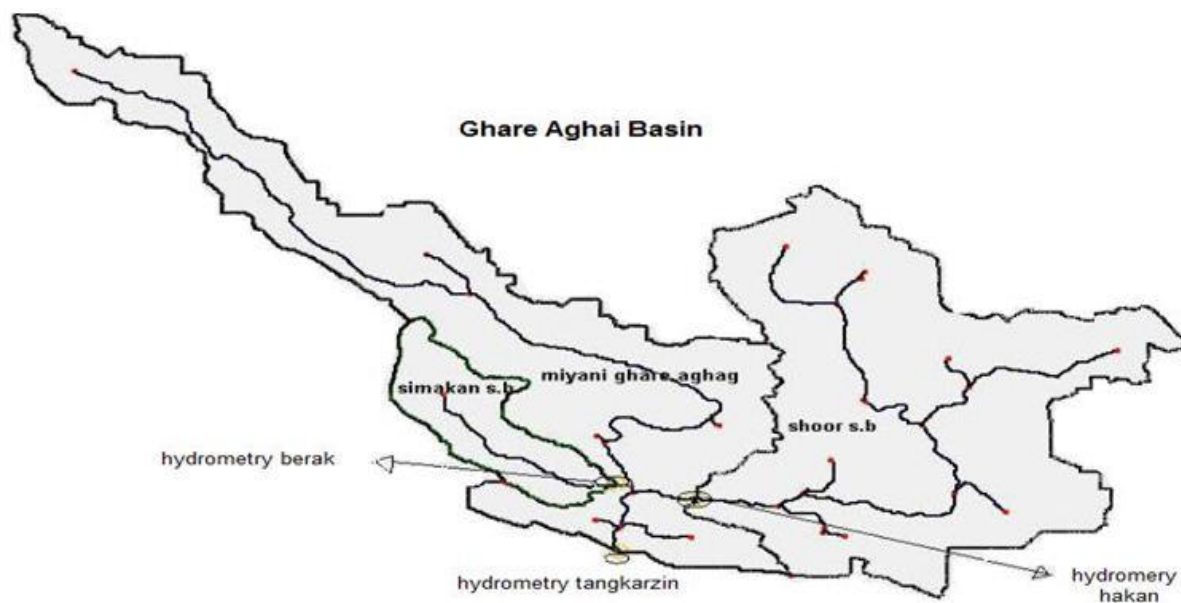 Ghare Aghai Basin
simakan s.b
miyani ghare aghag
shoor s.b
hydrometry berak
hydrometry tangkarzin
hydromery
hakan